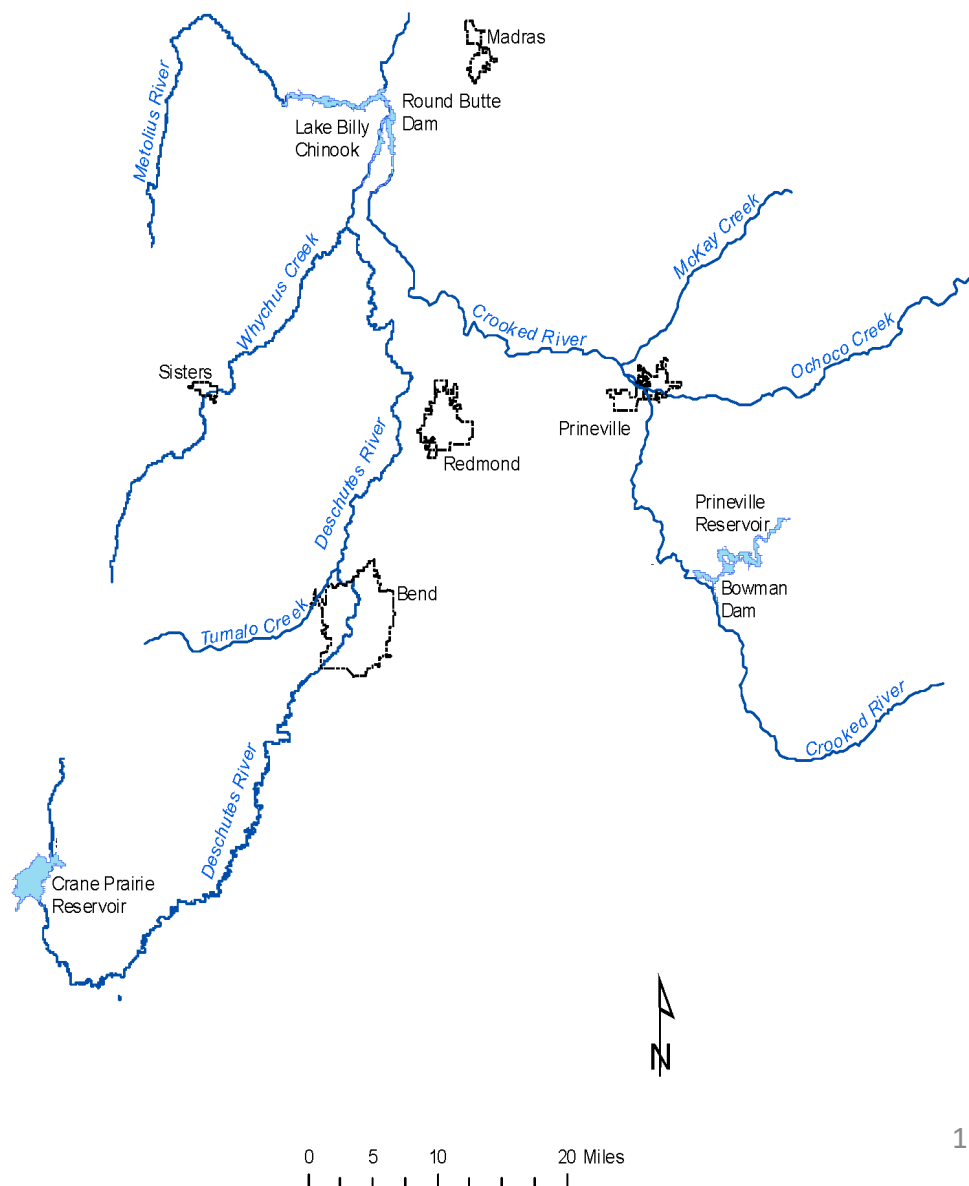 Madras
Metolius River
Round Butte
Dam
Lake Billy
Chinook
McKay Creek
Whychus Creek
Crooked River
Ochoco Creek
Sisters
Prineville
Redmond
Deschutes River
Prineville
Reservoir
Bend
Bowman
Dam
Tumalo Creek
Crooked River
Deschutes River
Crane Prairie
Reservoir
N
1
0 5 10 20 Miles